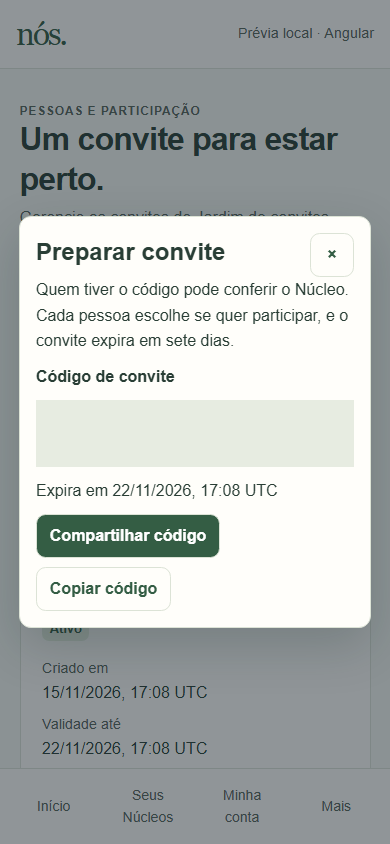 nós.
Prévia local · Angular
PESSOAS E PARTICIPAÇÃO
Um convite para estar
perto.
Preparar convite
×
Quem tiver o código pode conferir o Núcleo.
Cada pessoa escolhe se quer participar, e o
convite expira em sete dias.
Código de convite
Expira em 22/11/2026, 17:08 UTC
Compartilhar código
Copiar código
Ativo
Criado em
15/11/2026, 17:08 UTC
Validade até
22/11/2026, 17:08 UTC
Início
Seus
Núcleos
Minha
conta
Mais